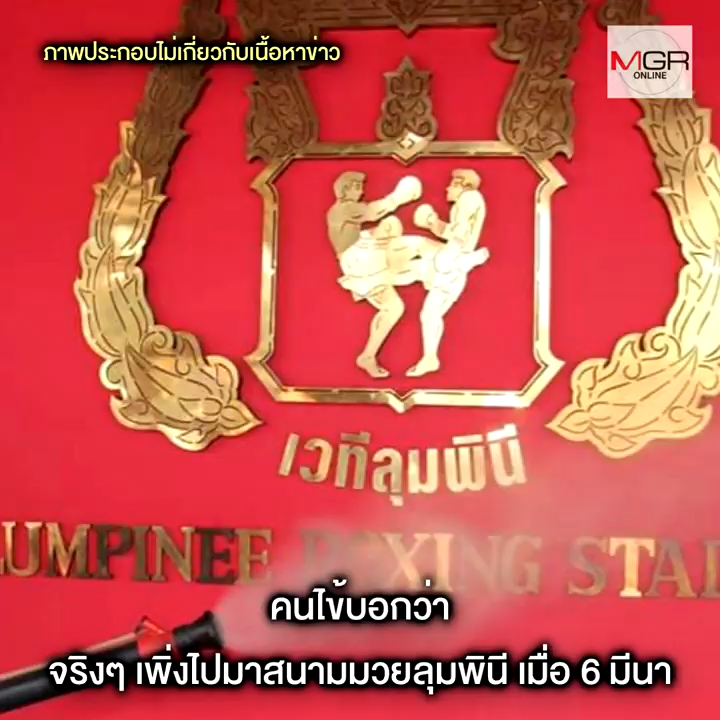 ภาพประกอบไม่เกี่ยวกับเนื้อหาข่าว
MGR
ONLINE
เวทีลุมพินี
LUMPINEE BOXING STAD
คนไข้บอกว่า
จริงๆ เพิ่งไปมาสนามมวยลุมพินี เมื่อ 6 มีนา